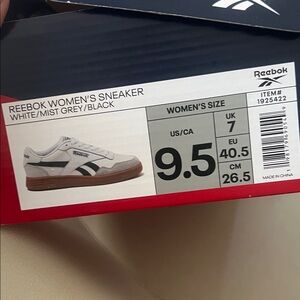 REEBOK WOMEN'S SNEAKER
WHITE/MIST GREY/BLACK
WOMEN'S SIZE
US/CA
9.5
UK
7
EU
40.5
CM
26.5
Reebok
ITEM#
1925422
MADE IN CHINA